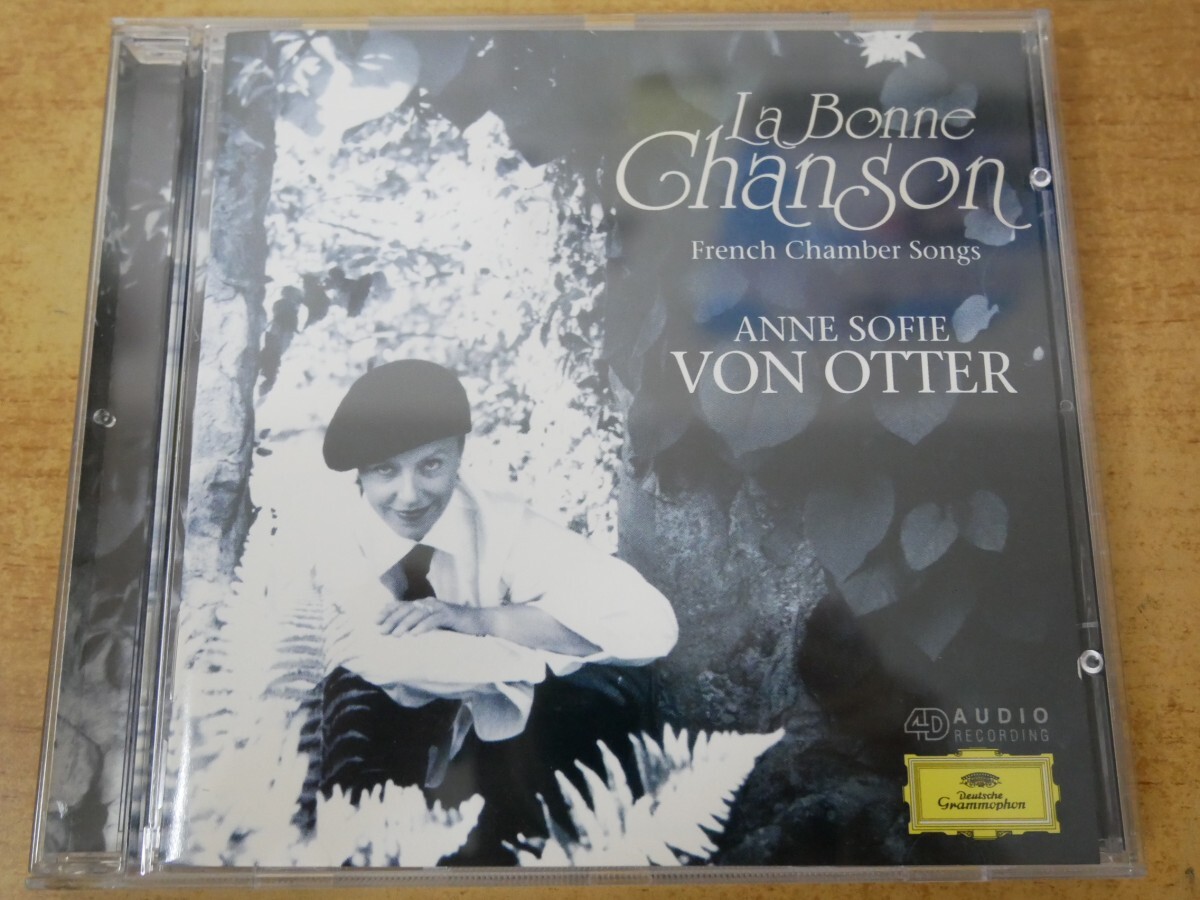 La Bonne
Chanson
French Chamber Songs
ANNE SOFIE
VON OTTER
4D AUDIO
RECORDING
Deutsche
Grammophon